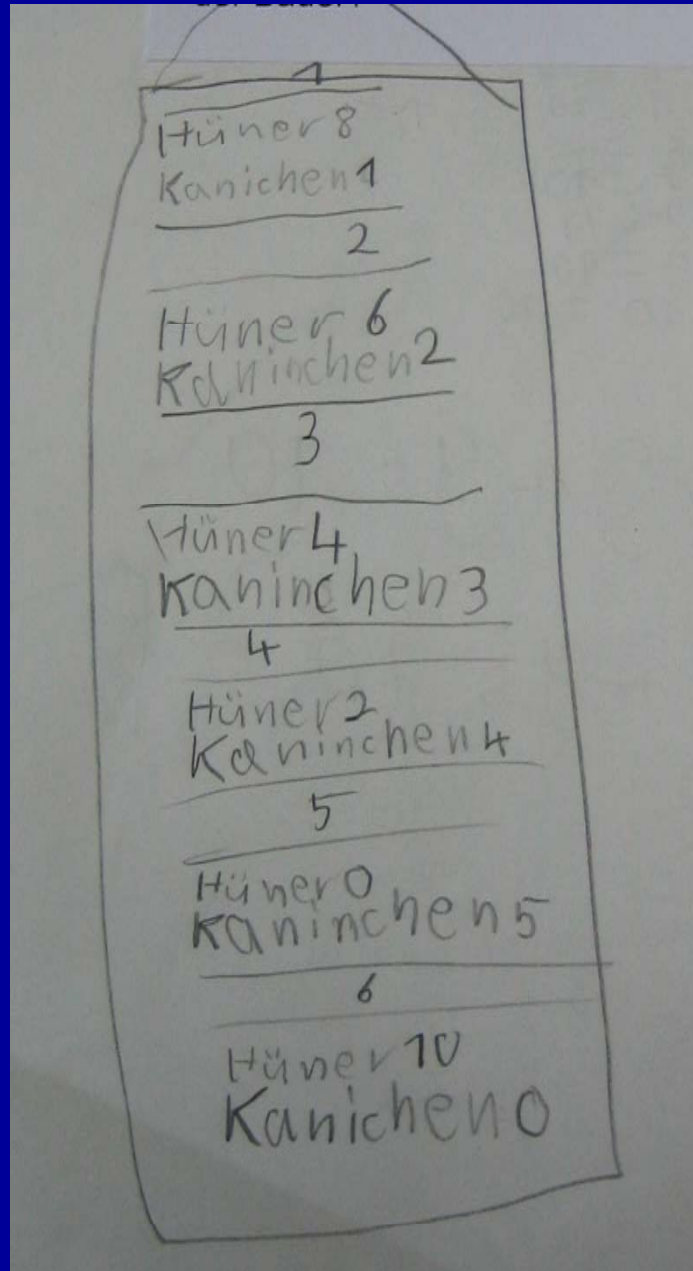 1
Hüner 8
Kanichen 1
2
Hüner 6
Kaninchen 2
3
Hüner 4
Kaninchen 3
4
Hüner 2
Kaninchen 4
5
Hüner 0
Kaninchen 5
6
Hüner 10
Kanichen 0